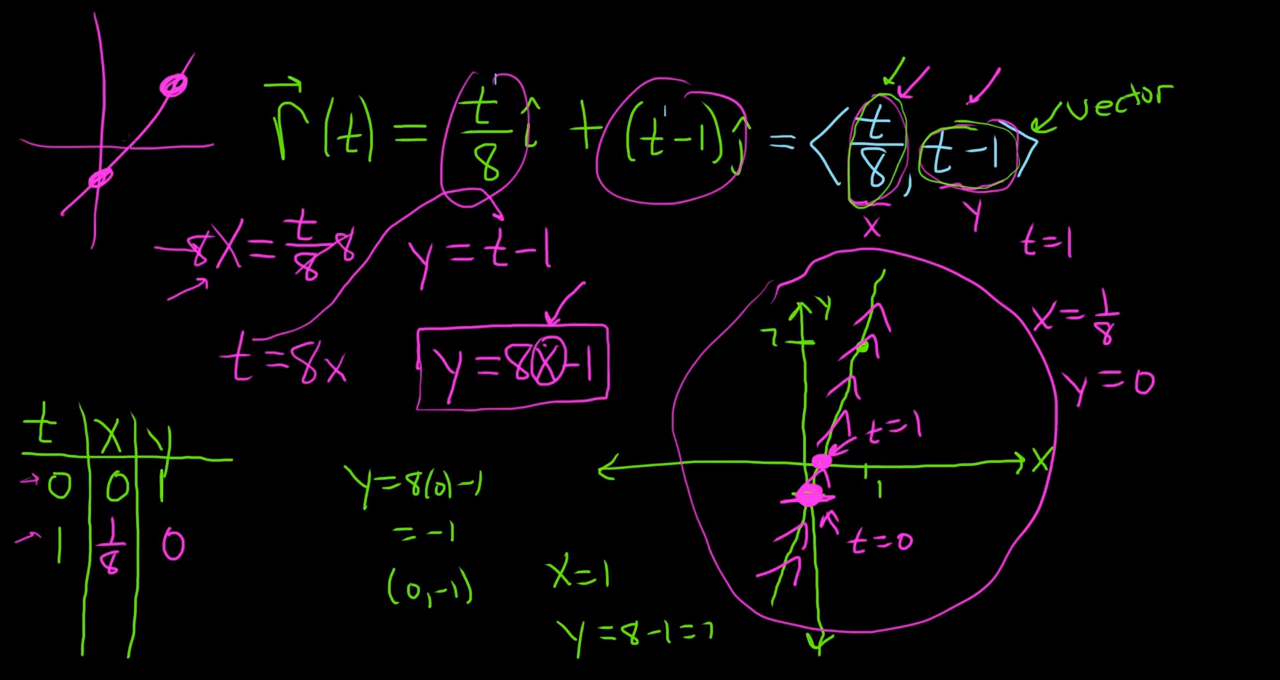 r⃗(t) = t/8 î + (t-1)ĵ = ⟨t/8, t-1⟩ vector
x y
8x = t/8 8
y = t-1
t=1
x = 1/8
y = 0
t = 8x
y = 8x-1
y
7
t=1
x
1
t=0
t x y
0 0 1
1 1/8 0
y = 8(0)-1
= -1
(0,-1)
x=1
y = 8-1=7